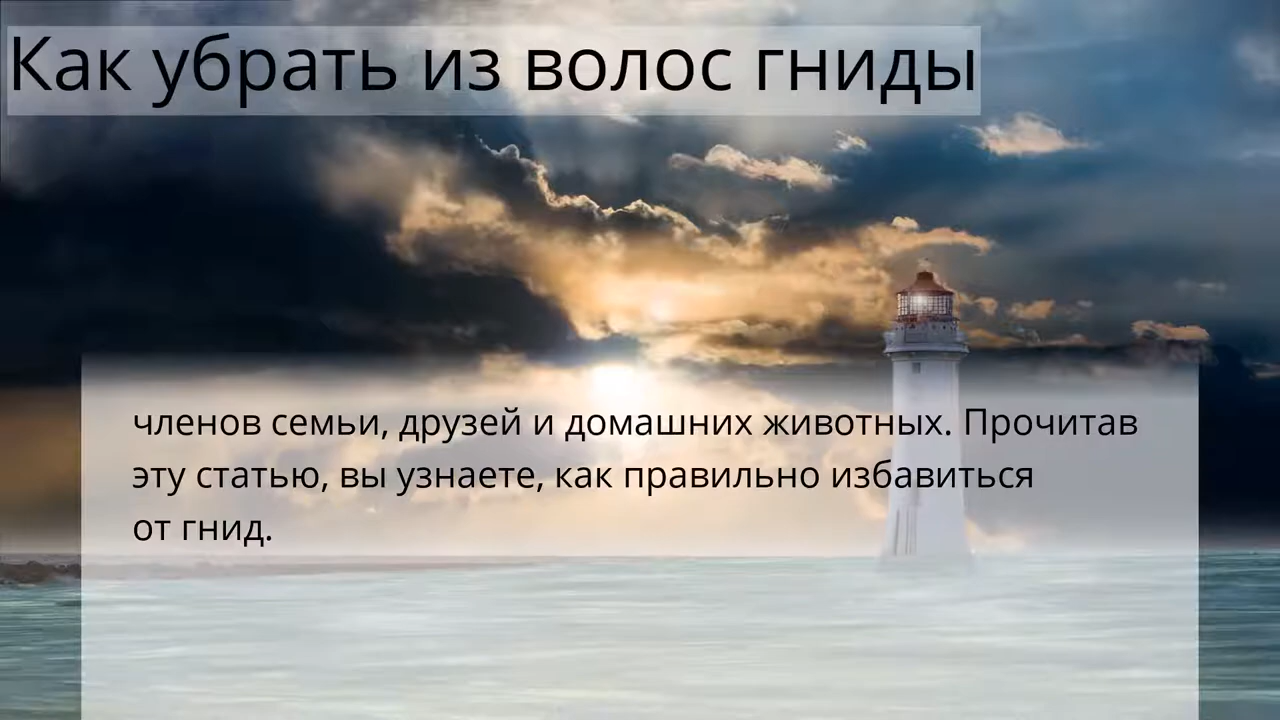 Как убрать из волос гниды
членов семьи, друзей и домашних животных. Прочитав
эту статью, вы узнаете, как правильно избавиться
от гнид.